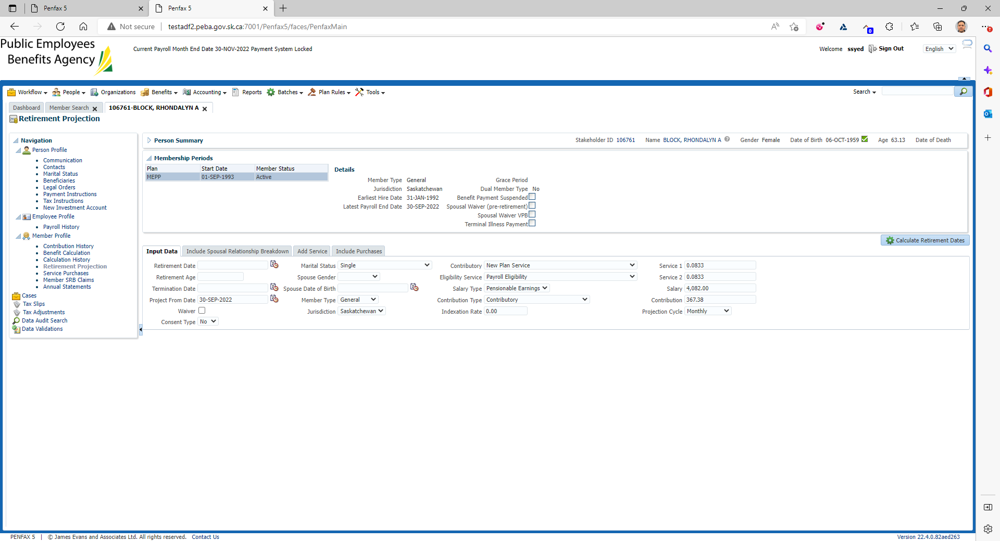 Penfax 5
Penfax 5
Not secure
testadf2.peba.gov.sk.ca:7001/Penfax5/faces/PenfaxMain
0
Public Employees
Benefits Agency
Current Payroll Month End Date 30-NOV-2022 Payment System Locked
Welcome ssyed Sign Out English
Workflow People Organizations Benefits Accounting Reports Batches Plan Rules Tools Search
Dashboard Member Search 106761-BLOCK, RHONDALYN A
Retirement Projection
Navigation
Person Profile
Communication
Contacts
Marital Status
Beneficiaries
Legal Orders
Payment Instructions
Tax Instructions
New Investment Account
Employee Profile
Payroll History
Member Profile
Contribution History
Benefit Calculation
Calculation History
Retirement Projection
Service Purchases
Member SRB Claims
Annual Statements
Cases
Tax Slips
Tax Adjustments
Data Audit Search
Data Validations
Person Summary Stakeholder ID 106761 Name BLOCK, RHONDALYN A Gender Female Date of Birth 06-OCT-1959 Age 63.13 Date of Death
Membership Periods
Plan Start Date Member Status
MEPP 01-SEP-1993 Active
Details
Member Type General Grace Period
Jurisdiction Saskatchewan Dual Member Type No
Earliest Hire Date 31-JAN-1992 Benefit Payment Suspended
Latest Payroll End Date 30-SEP-2022 Spousal Waiver (pre-retirement)
Spousal Waiver VPB
Terminal Illness Payment
Calculate Retirement Dates
Input Data Include Spousal Relationship Breakdown Add Service Include Purchases
Retirement Date Marital Status Single Contributory New Plan Service Service 1 0.0833
Retirement Age Spouse Gender Eligibility Service Payroll Eligibility Service 2 0.0833
Termination Date Spouse Date of Birth Salary Type Pensionable Earnings Salary 4,082.00
Project From Date 30-SEP-2022 Member Type General Contribution Type Contributory Contribution 367.38
Waiver Jurisdiction Saskatchewan Indexation Rate 0.00 Projection Cycle Monthly
Consent Type No
PENFAX 5 | © James Evans and Associates Ltd. All rights reserved. Contact Us
Version 22.4.0.82aed263